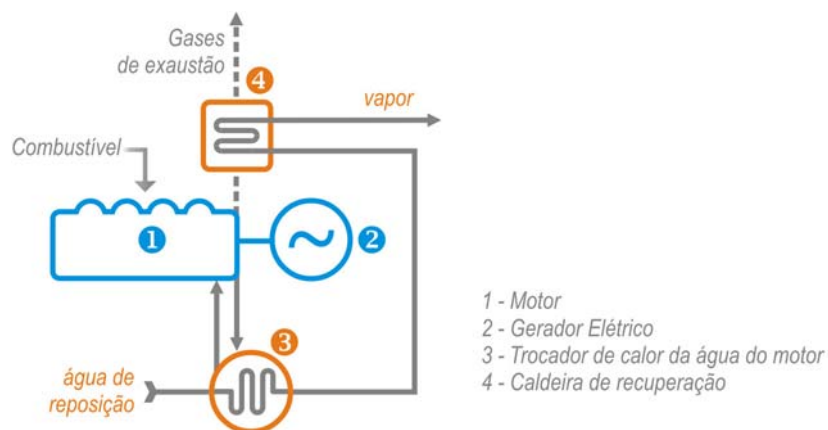 Gases
de exaustão
4
vapor
Combustível
1
2
3
água de
reposição
1 - Motor
2 - Gerador Elétrico
3 - Trocador de calor da água do motor
4 - Caldeira de recuperação